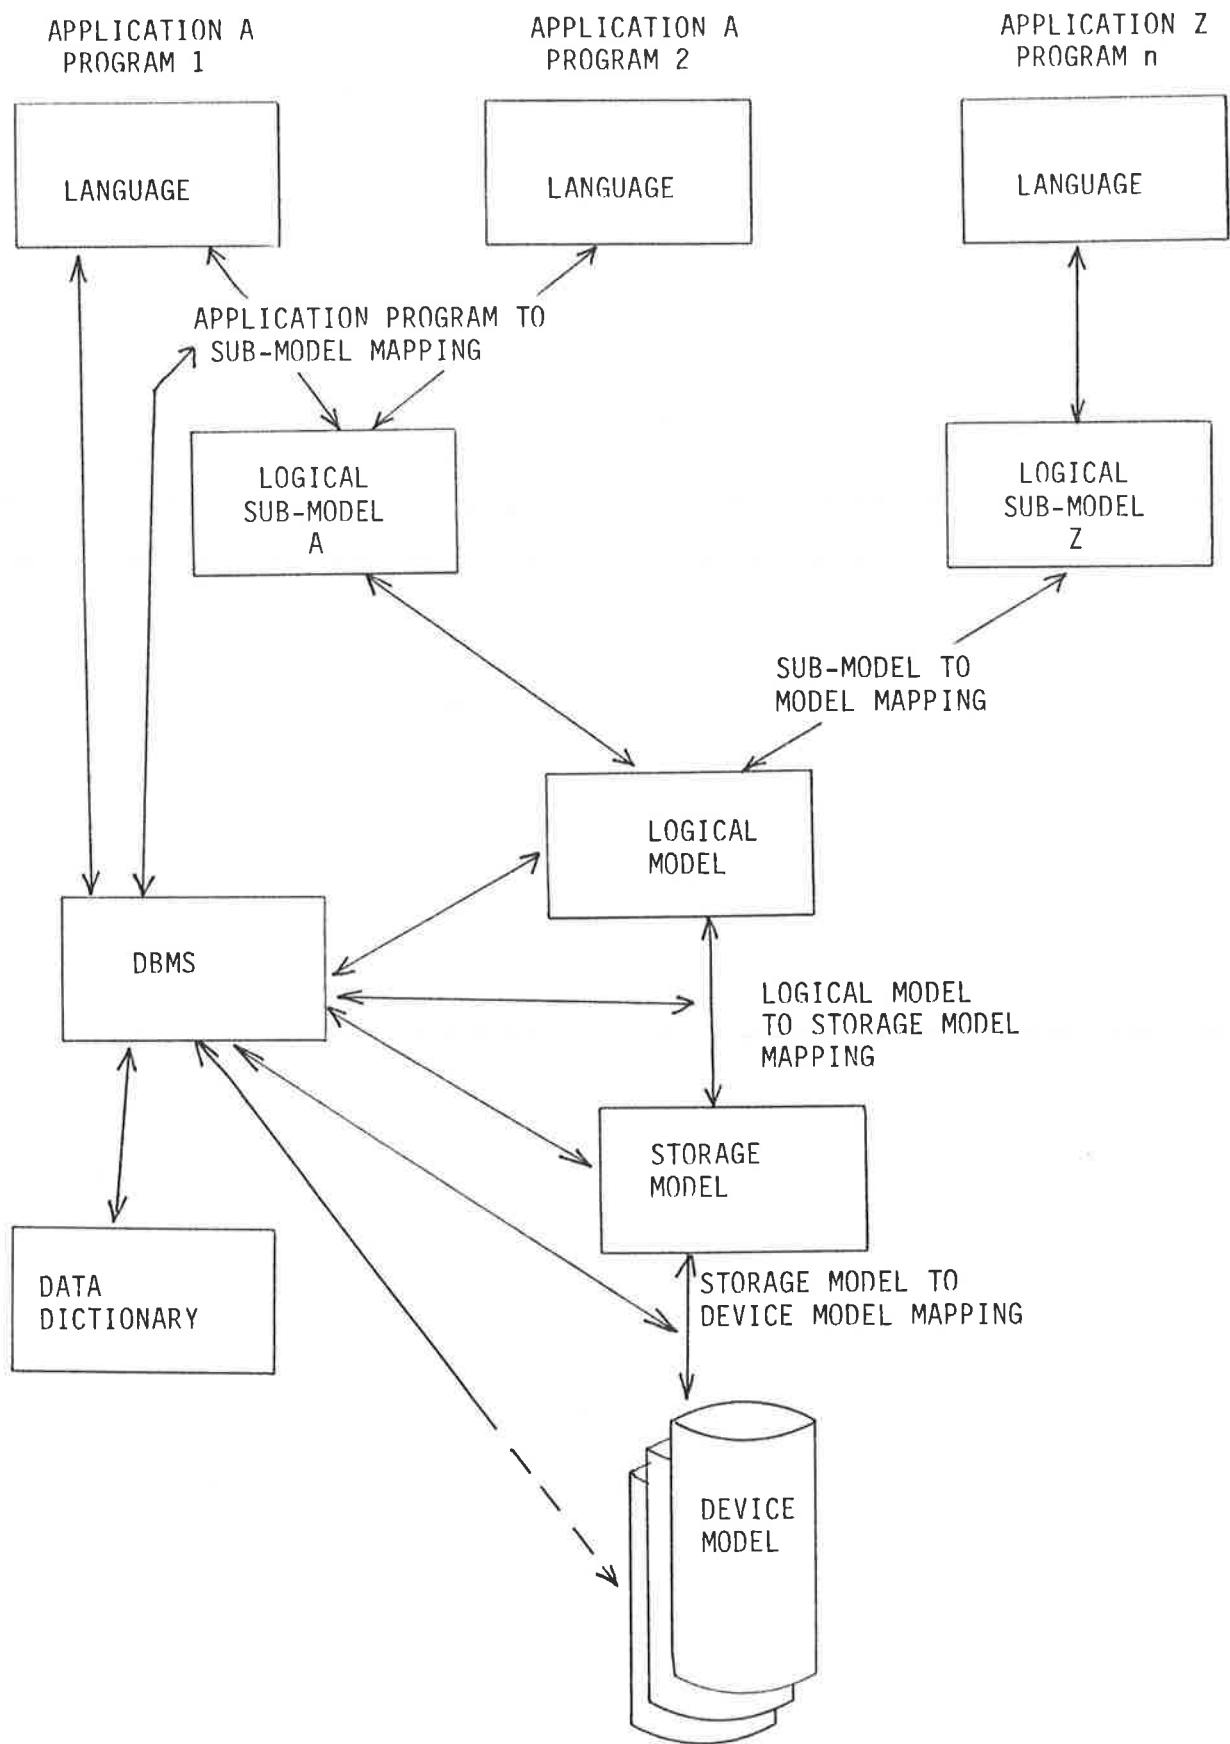 APPLICATION A
PROGRAM 1
APPLICATION A
PROGRAM 2
APPLICATION Z
PROGRAM n
LANGUAGE
LANGUAGE
LANGUAGE
APPLICATION PROGRAM TO
SUB-MODEL MAPPING
LOGICAL
SUB-MODEL
A
LOGICAL
SUB-MODEL
Z
SUB-MODEL TO
MODEL MAPPING
LOGICAL
MODEL
DBMS
LOGICAL MODEL
TO STORAGE MODEL
MAPPING
STORAGE
MODEL
DATA
DICTIONARY
STORAGE MODEL TO
DEVICE MODEL MAPPING
DEVICE
MODEL